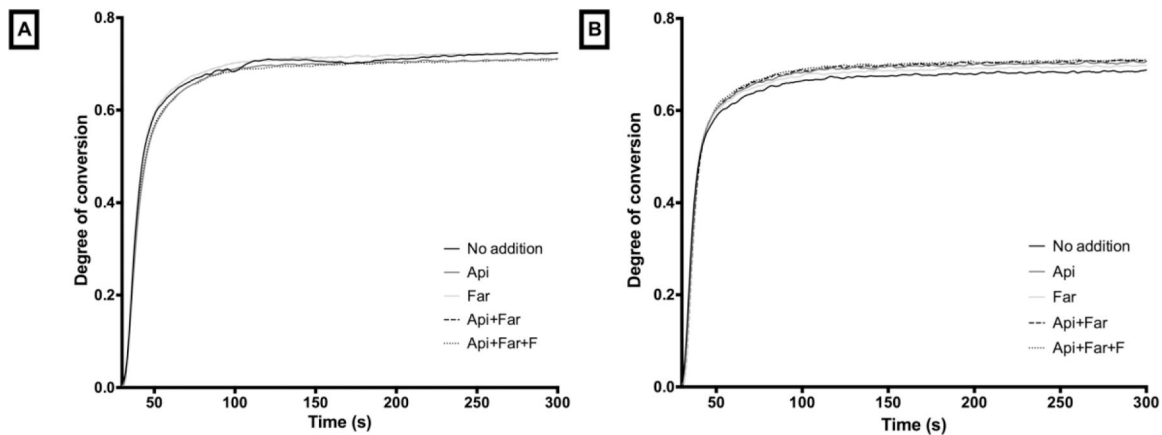 A
Degree of conversion
0.8
0.6
0.4
0.2
0.0
50
100
150
200
250
300
Time (s)
No addition
Api
Far
Api+Far
Api+Far+F
B
Degree of conversion
0.8
0.6
0.4
0.2
0.0
50
100
150
200
250
300
Time (s)
No addition
Api
Far
Api+Far
Api+Far+F